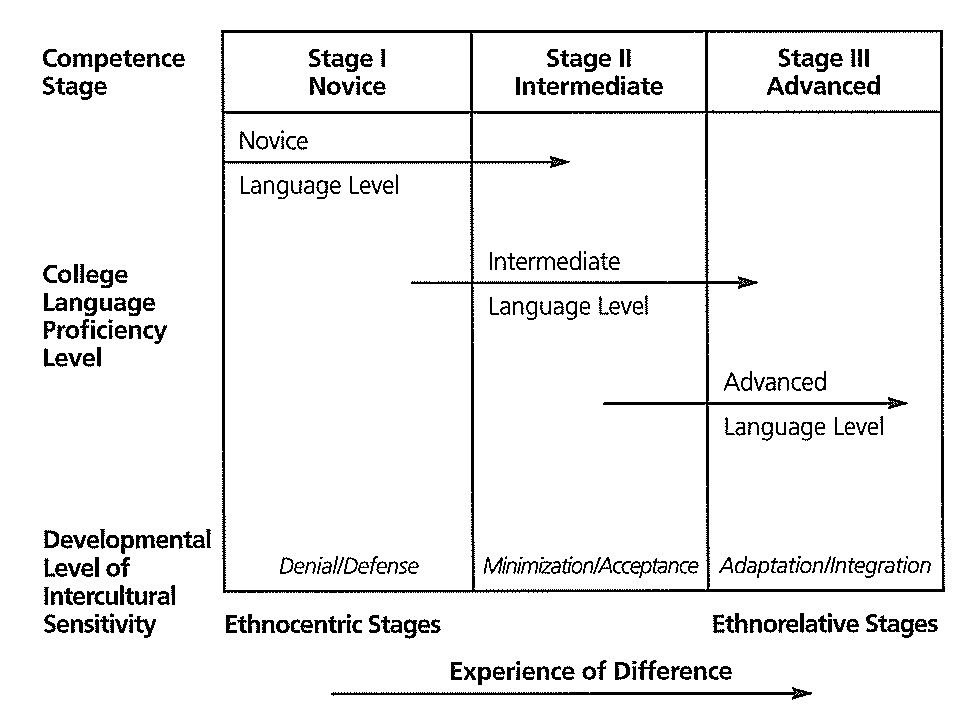 Competence
Stage
Stage I
Novice
Stage II
Intermediate
Stage III
Advanced
College
Language
Proficiency
Level
Novice
Language Level
Intermediate
Language Level
Advanced
Language Level
Developmental
Level of
Intercultural
Sensitivity
Denial/Defense
Minimization/Acceptance
Adaptation/Integration
Ethnocentric Stages
Ethnorelative Stages
Experience of Difference